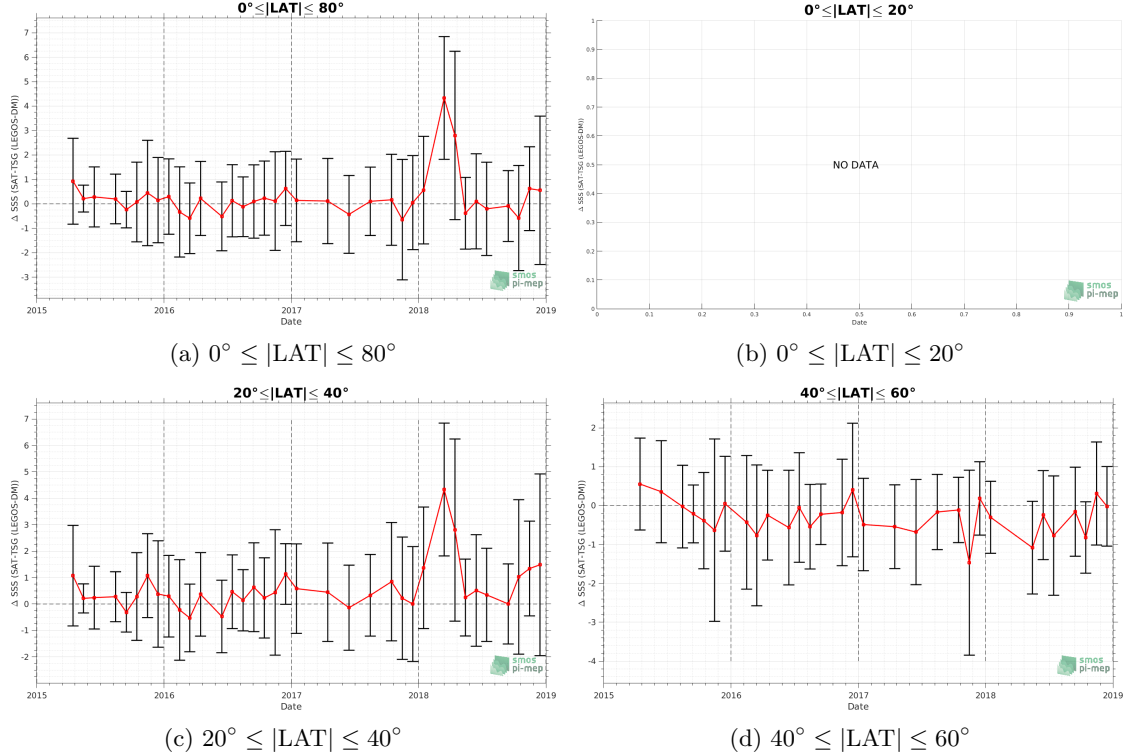 0°≤|LAT|≤ 80°
Δ SSS (SAT-TSG (LEGOS-DM))
7
6
5
4
3
2
1
0
-1
-2
-3
2015 2016 2017 2018 2019
Date
smos
pi-mep
(a) 0° ≤ |LAT| ≤ 80°
0°≤|LAT|≤ 20°
Δ SSS (SAT-TSG (LEGOS-DM))
1
0.9
0.8
0.7
0.6
0.5
0.4
0.3
0.2
0.1
0
NO DATA
0 0.1 0.2 0.3 0.4 0.5 0.6 0.7 0.8 0.9 1
Date
smos
pi-mep
(b) 0° ≤ |LAT| ≤ 20°
20°≤|LAT|≤ 40°
Δ SSS (SAT-TSG (LEGOS-DM))
7
6
5
4
3
2
1
0
-1
-2
2015 2016 2017 2018 2019
Date
smos
pi-mep
(c) 20° ≤ |LAT| ≤ 40°
40°≤|LAT|≤ 60°
Δ SSS (SAT-TSG (LEGOS-DM))
2
1
0
-1
-2
-3
-4
2015 2016 2017 2018 2019
Date
smos
pi-mep
(d) 40° ≤ |LAT| ≤ 60°